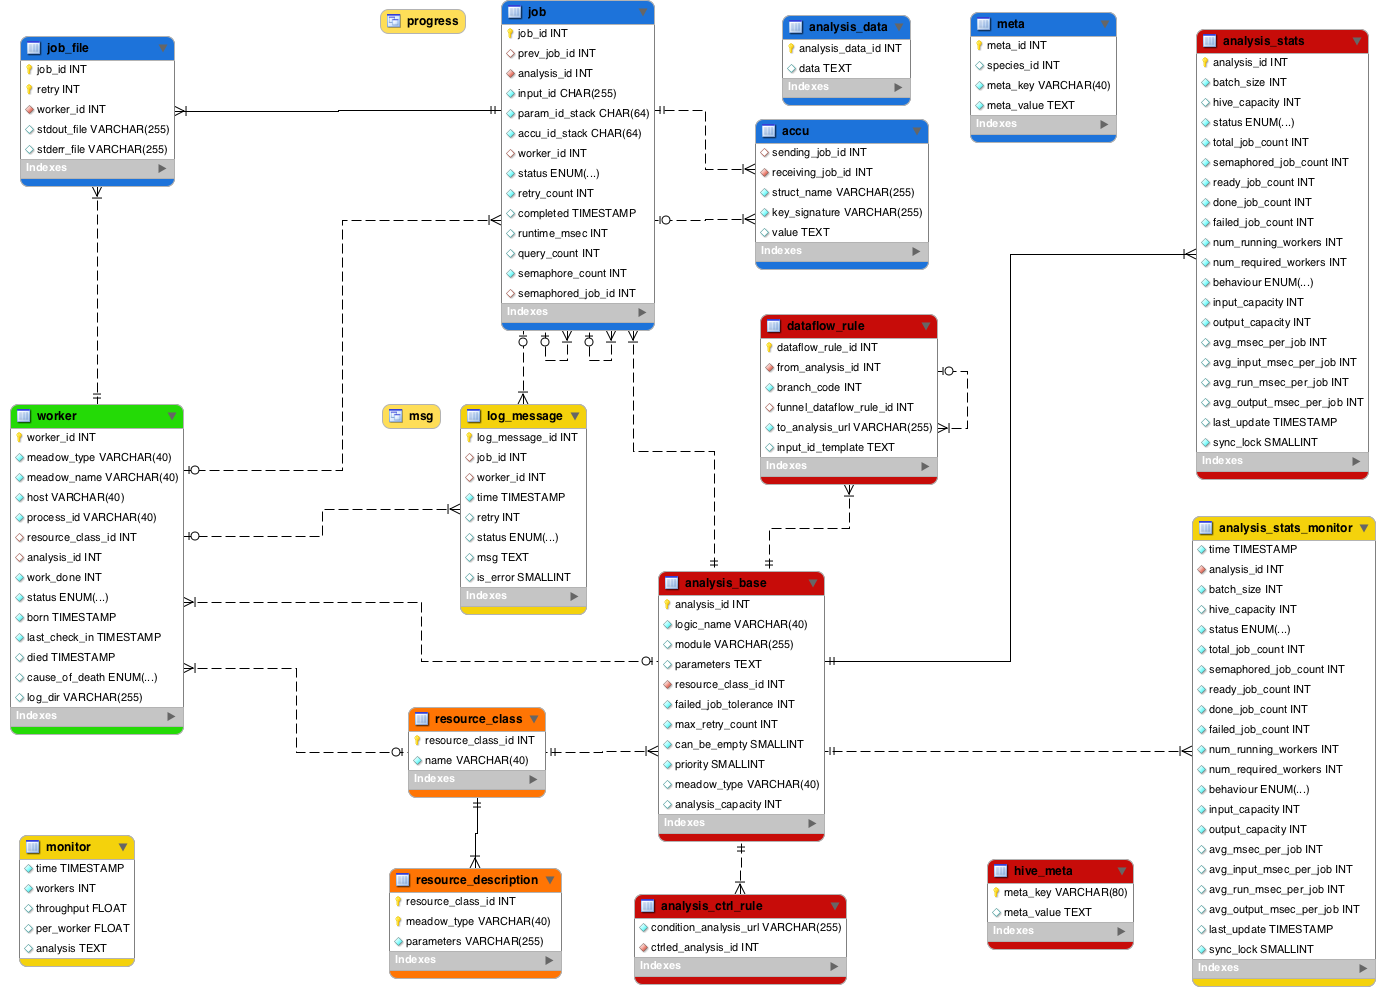 progress
job
job_id INT
prev_job_id INT
analysis_id INT
input_id CHAR(255)
param_id_stack CHAR(64)
accu_id_stack CHAR(64)
worker_id INT
status ENUM(...)
retry_count INT
completed TIMESTAMP
runtime_msec INT
query_count INT
semaphore_count INT
semaphored_job_id INT
Indexes
job_file
job_id INT
retry INT
worker_id INT
stdout_file VARCHAR(255)
stderr_file VARCHAR(255)
Indexes
analysis_data
analysis_data_id INT
data TEXT
Indexes
meta
meta_id INT
species_id INT
meta_key VARCHAR(40)
meta_value TEXT
Indexes
analysis_stats
analysis_id INT
batch_size INT
hive_capacity INT
status ENUM(...)
total_job_count INT
semaphored_job_count INT
ready_job_count INT
done_job_count INT
failed_job_count INT
num_running_workers INT
num_required_workers INT
behaviour ENUM(...)
input_capacity INT
output_capacity INT
avg_msec_per_job INT
avg_input_msec_per_job INT
avg_run_msec_per_job INT
avg_output_msec_per_job INT
last_update TIMESTAMP
sync_lock SMALLINT
Indexes
accu
sending_job_id INT
receiving_job_id INT
struct_name VARCHAR(255)
key_signature VARCHAR(255)
value TEXT
Indexes
dataflow_rule
dataflow_rule_id INT
from_analysis_id INT
branch_code INT
funnel_dataflow_rule_id INT
to_analysis_url VARCHAR(255)
input_id_template TEXT
Indexes
worker
worker_id INT
meadow_type VARCHAR(40)
meadow_name VARCHAR(40)
host VARCHAR(40)
process_id VARCHAR(40)
resource_class_id INT
analysis_id INT
work_done INT
status ENUM(...)
born TIMESTAMP
last_check_in TIMESTAMP
died TIMESTAMP
cause_of_death ENUM(...)
log_dir VARCHAR(255)
Indexes
msg
log_message
log_message_id INT
job_id INT
worker_id INT
time TIMESTAMP
retry INT
status ENUM(...)
msg TEXT
is_error SMALLINT
Indexes
analysis_base
analysis_id INT
logic_name VARCHAR(40)
module VARCHAR(255)
parameters TEXT
resource_class_id INT
failed_job_tolerance INT
max_retry_count INT
can_be_empty SMALLINT
priority SMALLINT
meadow_type VARCHAR(40)
analysis_capacity INT
Indexes
analysis_stats_monitor
time TIMESTAMP
analysis_id INT
batch_size INT
hive_capacity INT
status ENUM(...)
total_job_count INT
semaphored_job_count INT
ready_job_count INT
done_job_count INT
failed_job_count INT
num_running_workers INT
num_required_workers INT
behaviour ENUM(...)
input_capacity INT
output_capacity INT
avg_msec_per_job INT
avg_input_msec_per_job INT
avg_run_msec_per_job INT
avg_output_msec_per_job INT
last_update TIMESTAMP
sync_lock SMALLINT
Indexes
resource_class
resource_class_id INT
name VARCHAR(40)
Indexes
monitor
time TIMESTAMP
workers INT
throughput FLOAT
per_worker FLOAT
analysis TEXT
resource_description
resource_class_id INT
meadow_type VARCHAR(40)
parameters VARCHAR(255)
Indexes
analysis_ctrl_rule
condition_analysis_url VARCHAR(255)
ctrled_analysis_id INT
Indexes
hive_meta
meta_key VARCHAR(80)
meta_value TEXT
Indexes